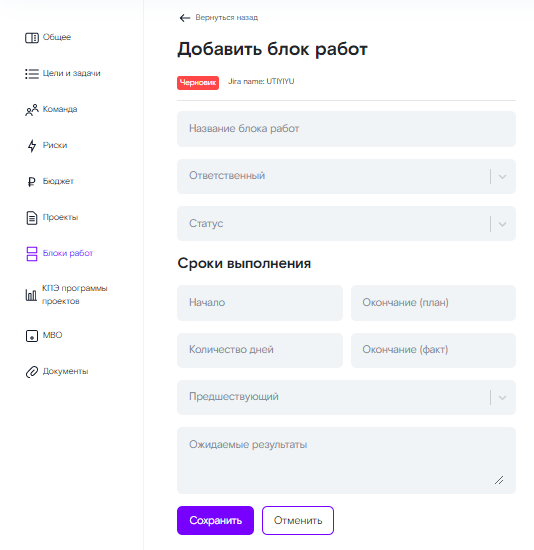 Вернуться назад
Общее
Цели и задачи
Команда
Риски
Бюджет
Проекты
Блоки работ
КПЭ программы
проектов
МВО
Документы
Добавить блок работ
Черновик
Jira name: UTIYIYU
Название блока работ
Ответственный
Статус
Сроки выполнения
Начало
Окончание (план)
Количество дней
Окончание (факт)
Предшествующий
Ожидаемые результаты
Сохранить
Отменить